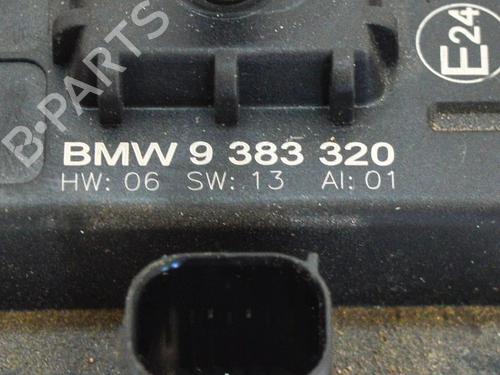 B-PARTS
E24
BMW 9 383 320
HW: 06 SW: 13 AI: 01